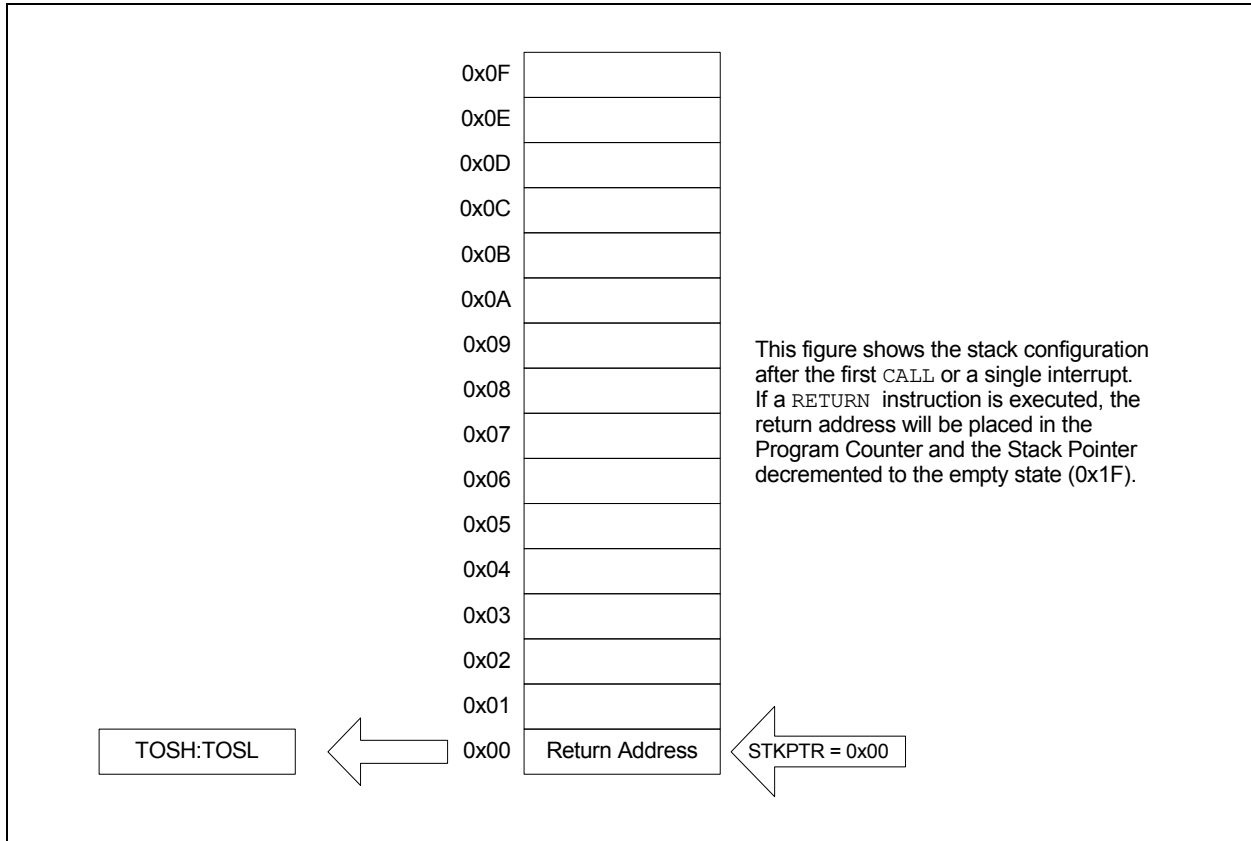 0x0F
0x0E
0x0D
0x0C
0x0B
0x0A
0x09
0x08
0x07
0x06
0x05
0x04
0x03
0x02
0x01
This figure shows the stack configuration
after the first CALL or a single interrupt.
If a RETURN instruction is executed, the
return address will be placed in the
Program Counter and the Stack Pointer
decremented to the empty state (0x1F).
TOSH:TOSL
0x00
Return Address
STKPTR = 0x00